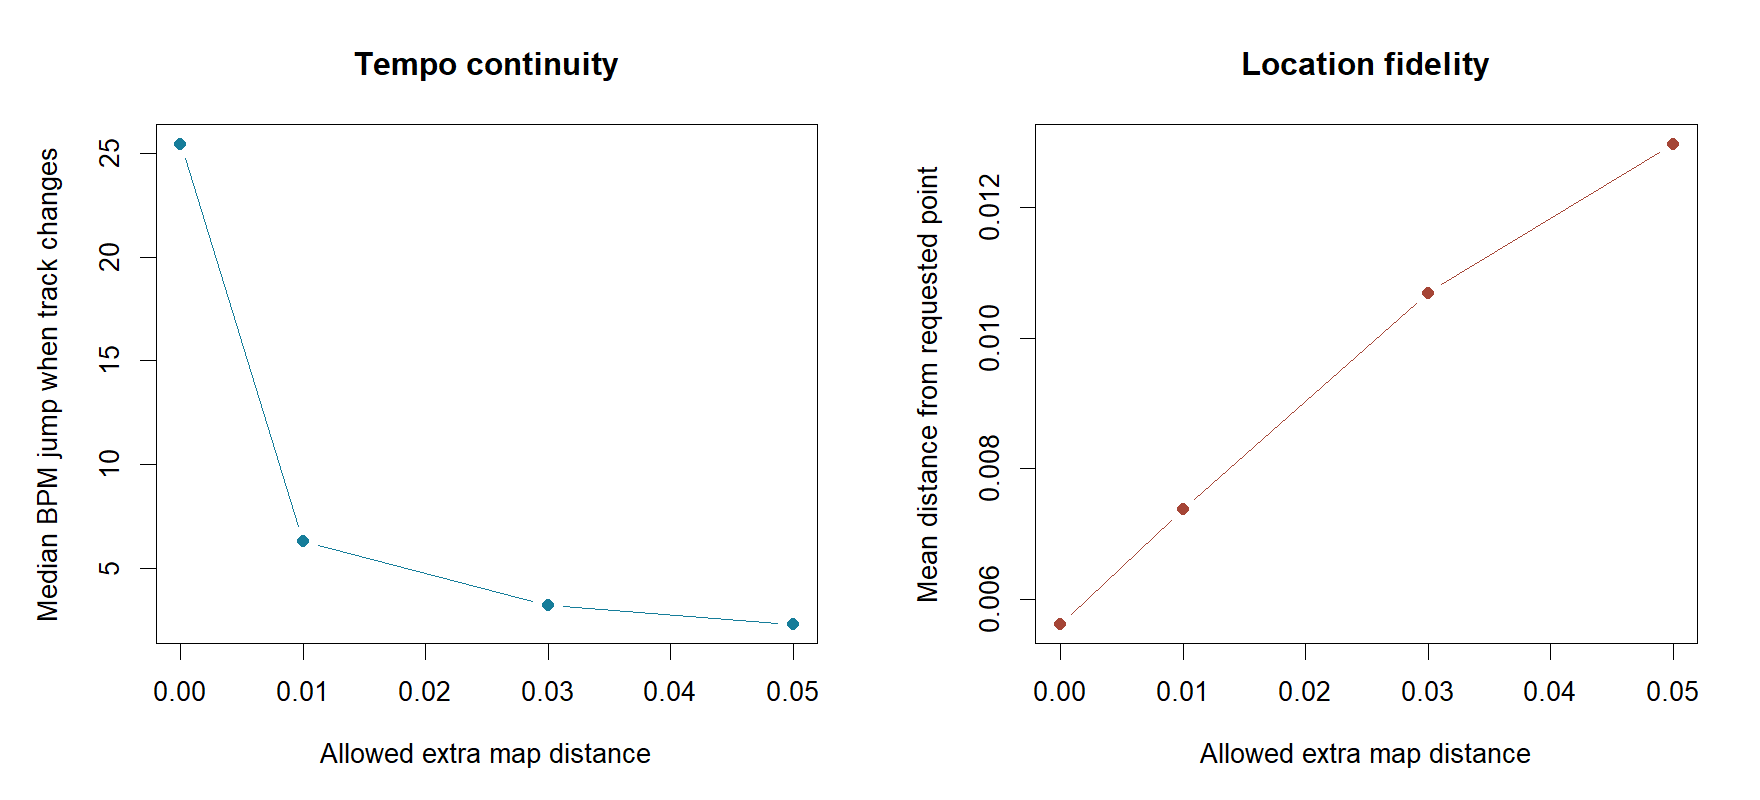 Tempo continuity
Median BPM jump when track changes
25
20
15
10
5
0.00 0.01 0.02 0.03 0.04 0.05
Allowed extra map distance
Location fidelity
Mean distance from requested point
0.012
0.010
0.008
0.006
0.00 0.01 0.02 0.03 0.04 0.05
Allowed extra map distance